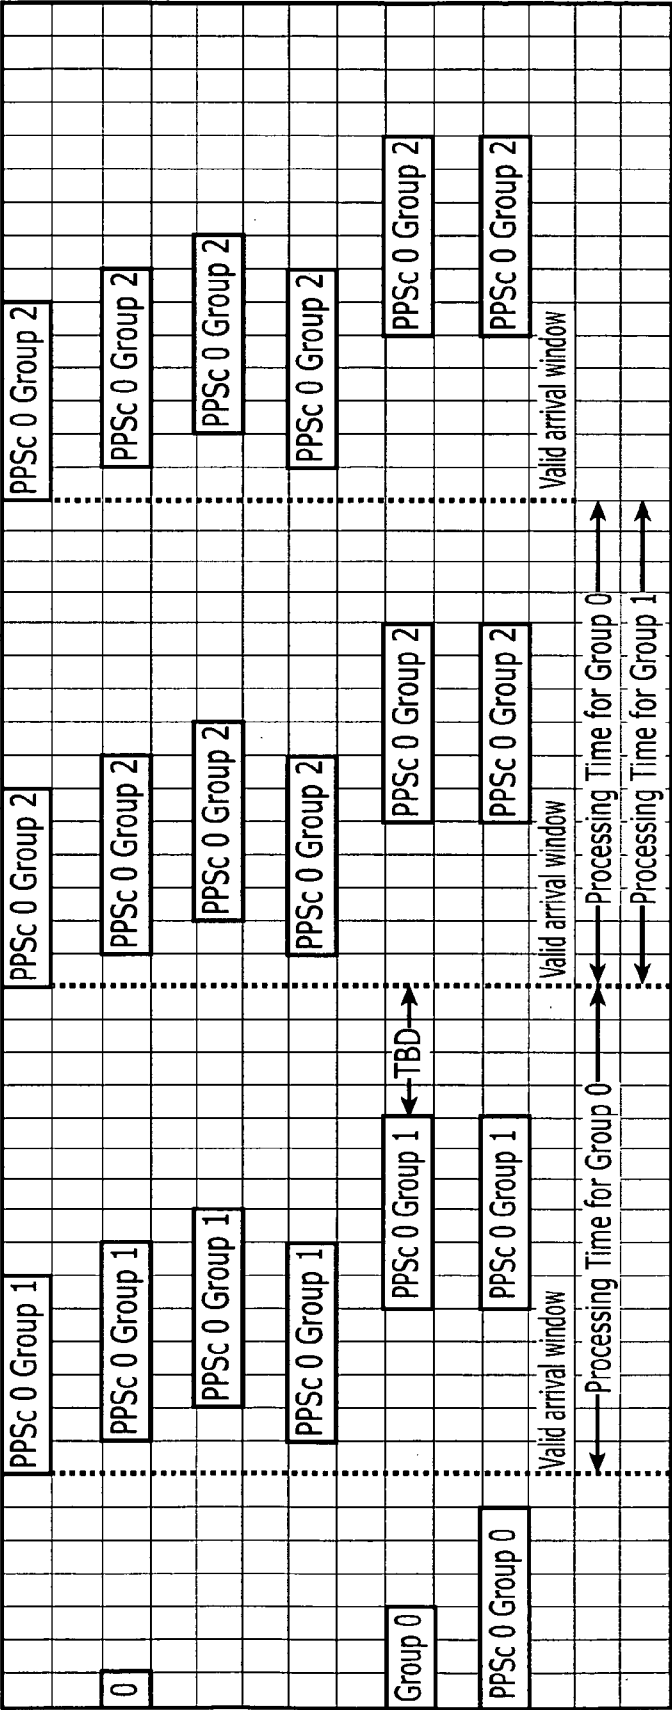 PPSc 0 Group 1 PPSc 0 Group 2 PPSc 0 Group 2
0 PPSc 0 Group 1 PPSc 0 Group 2 PPSc 0 Group 2
PPSc 0 Group 1 PPSc 0 Group 2 PPSc 0 Group 2
PPSc 0 Group 1 PPSc 0 Group 2 PPSc 0 Group 2
Group 0 PPSc 0 Group 1 TBD PPSc 0 Group 2 PPSc 0 Group 2
PPSc 0 Group 0 PPSc 0 Group 1 PPSc 0 Group 2 PPSc 0 Group 2
Valid arrival window Valid arrival window Valid arrival window
Processing Time for Group 0 Processing Time for Group 0
Processing Time for Group 1